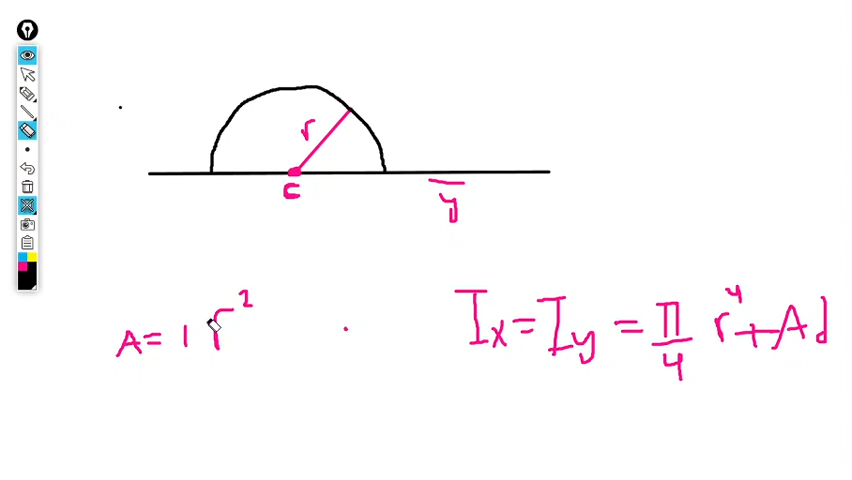 r
c
y
A = 1 r²
Ix = Iy = π/4 r⁴ + Ad